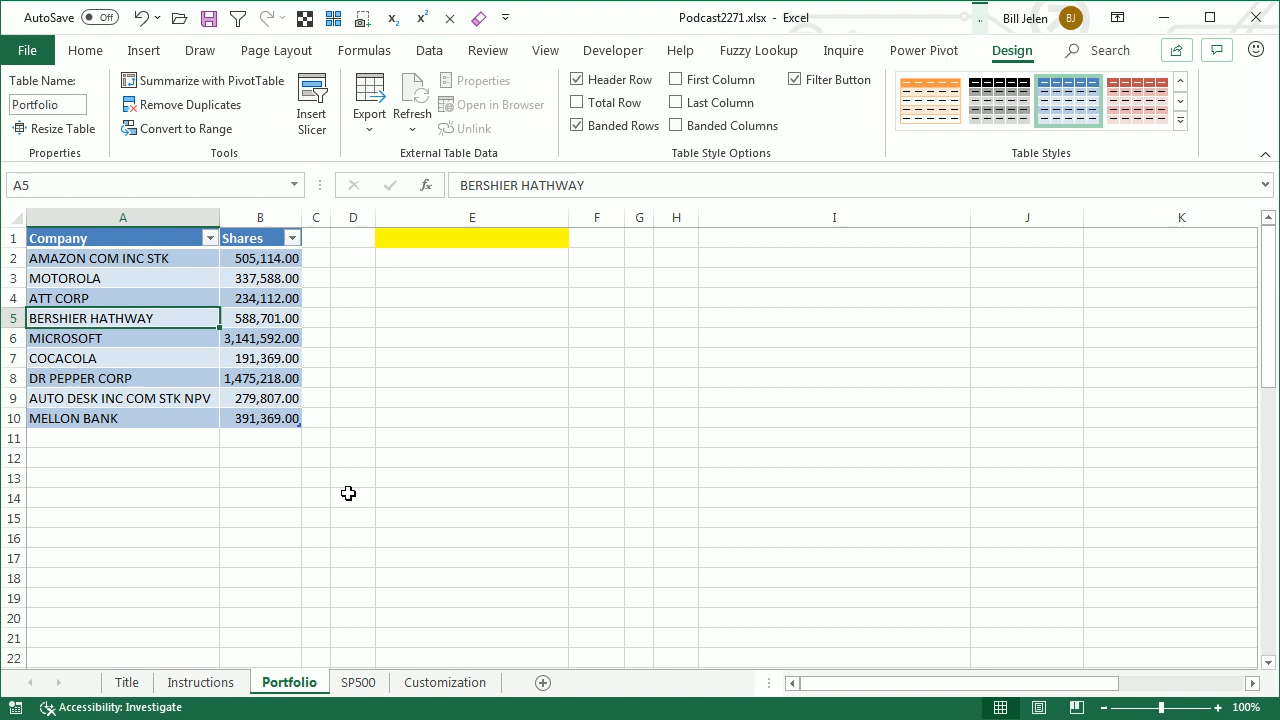 AutoSave Off Podcast2271.xlsx - Excel Bill Jelen BJ
File Home Insert Draw Page Layout Formulas Data Review View Developer Help Fuzzy Lookup Inquire Power Pivot Design Search
Table Name:
Portfolio
Resize Table
Properties
Summarize with PivotTable
Remove Duplicates
Convert to Range
Insert
Slicer
Tools
Export
Refresh
Properties
Open in Browser
Unlink
External Table Data
Header Row First Column Filter Button
Total Row Last Column
Banded Rows Banded Columns
Table Style Options
Table Styles
A5 fx BERSHIER HATHWAY
A B C D E F G H I J K
1 Company Shares
2 AMAZON COM INC STK 505,114.00
3 MOTOROLA 337,588.00
4 ATT CORP 234,112.00
5 BERSHIER HATHWAY 588,701.00
6 MICROSOFT 3,141,592.00
7 COCACOLA 191,369.00
8 DR PEPPER CORP 1,475,218.00
9 AUTO DESK INC COM STK NPV 279,807.00
10 MELLON BANK 391,369.00
11
12
13
14
15
16
17
18
19
20
21
22
Title Instructions Portfolio SP500 Customization
Accessibility: Investigate 100%